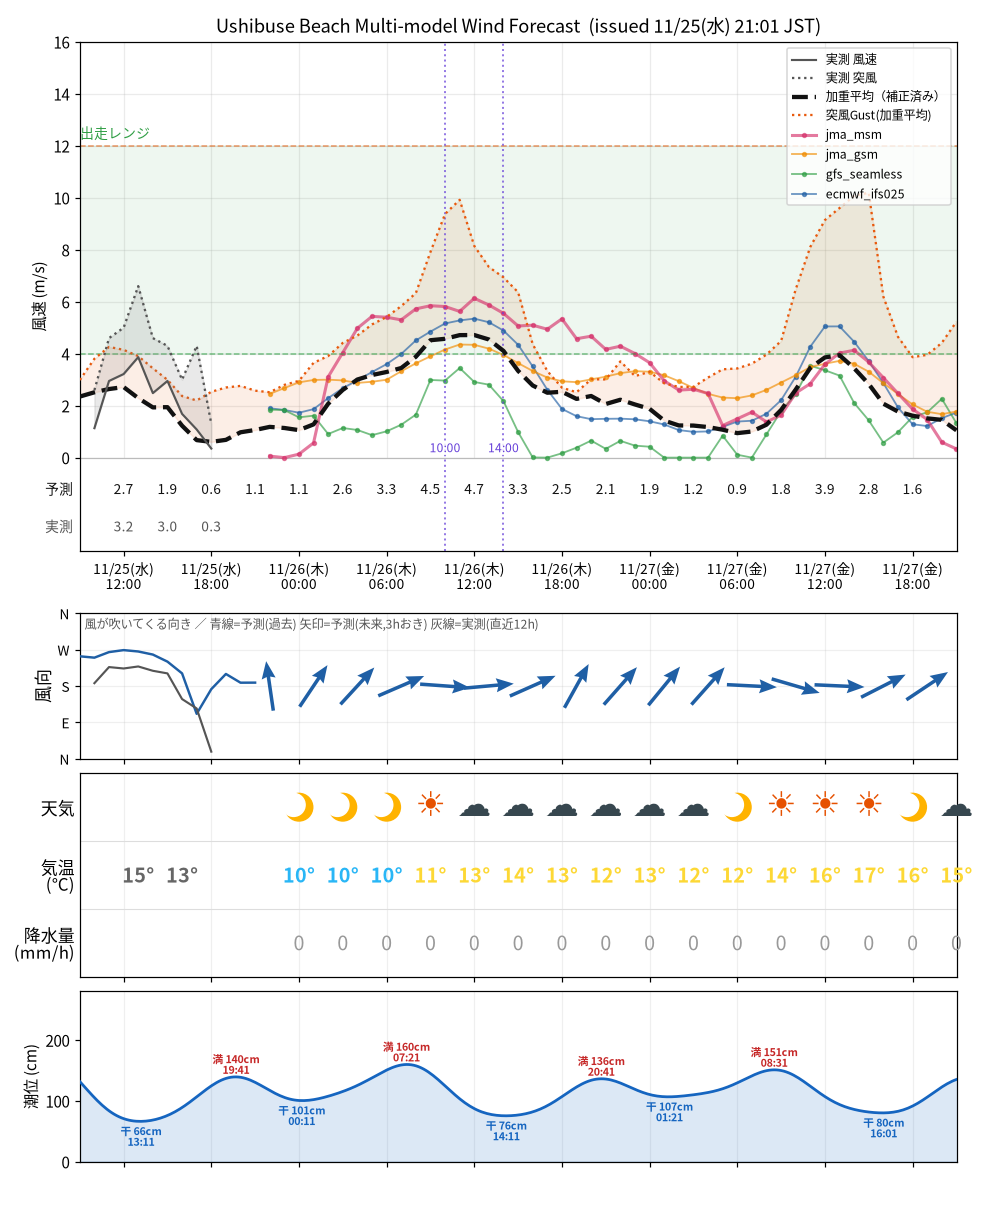 Ushibuse Beach Multi-model Wind Forecast (issued 11/25(水) 21:01 JST)
風速 (m/s)
16
14
12
10
8
6
4
2
0
出走レンジ
実測 風速
実測 突風
加重平均（補正済み）
突風Gust(加重平均)
jma_msm
jma_gsm
gfs_seamless
ecmwf_ifs025
10:00 14:00
予測 2.7 1.9 0.6 1.1 1.1 2.6 3.3 4.5 4.7 3.3 2.5 2.1 1.9 1.2 0.9 1.8 3.9 2.8 1.6
実測 3.2 3.0 0.3
11/25(水) 11/25(水) 11/26(木) 11/26(木) 11/26(木) 11/26(木) 11/27(金) 11/27(金) 11/27(金) 11/27(金)
12:00 18:00 00:00 06:00 12:00 18:00 00:00 06:00 12:00 18:00
風向
N
W
S
E
N
風が吹いてくる向き ／ 青線=予測(過去) 矢印=予測(未来,3hおき) 灰線=実測(直近12h)
天気
気温
(℃)
15° 13° 10° 10° 10° 11° 13° 14° 13° 12° 13° 12° 12° 14° 16° 17° 16° 15°
降水量
(mm/h)
0 0 0 0 0 0 0 0 0 0 0 0 0 0 0 0
潮位 (cm)
200
100
0
満 140cm
19:41
満 160cm
07:21
満 136cm
20:41
満 151cm
08:31
干 66cm
13:11
干 101cm
00:11
干 76cm
14:11
干 107cm
01:21
干 80cm
16:01